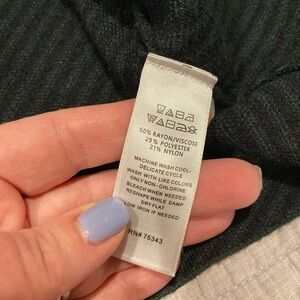 50% RAYON/VISCOSE
29% POLYESTER
21% NYLON
MACHINE WASH COOL-
DELICATE CYCLE
WASH WITH LIKE COLORS
ONLY NON-CHLORINE
BLEACH WHEN NEEDED
RESHAPE WHILE DAMP
DRY FLAT
LOW IRON IF NEEDED
RN# 75343